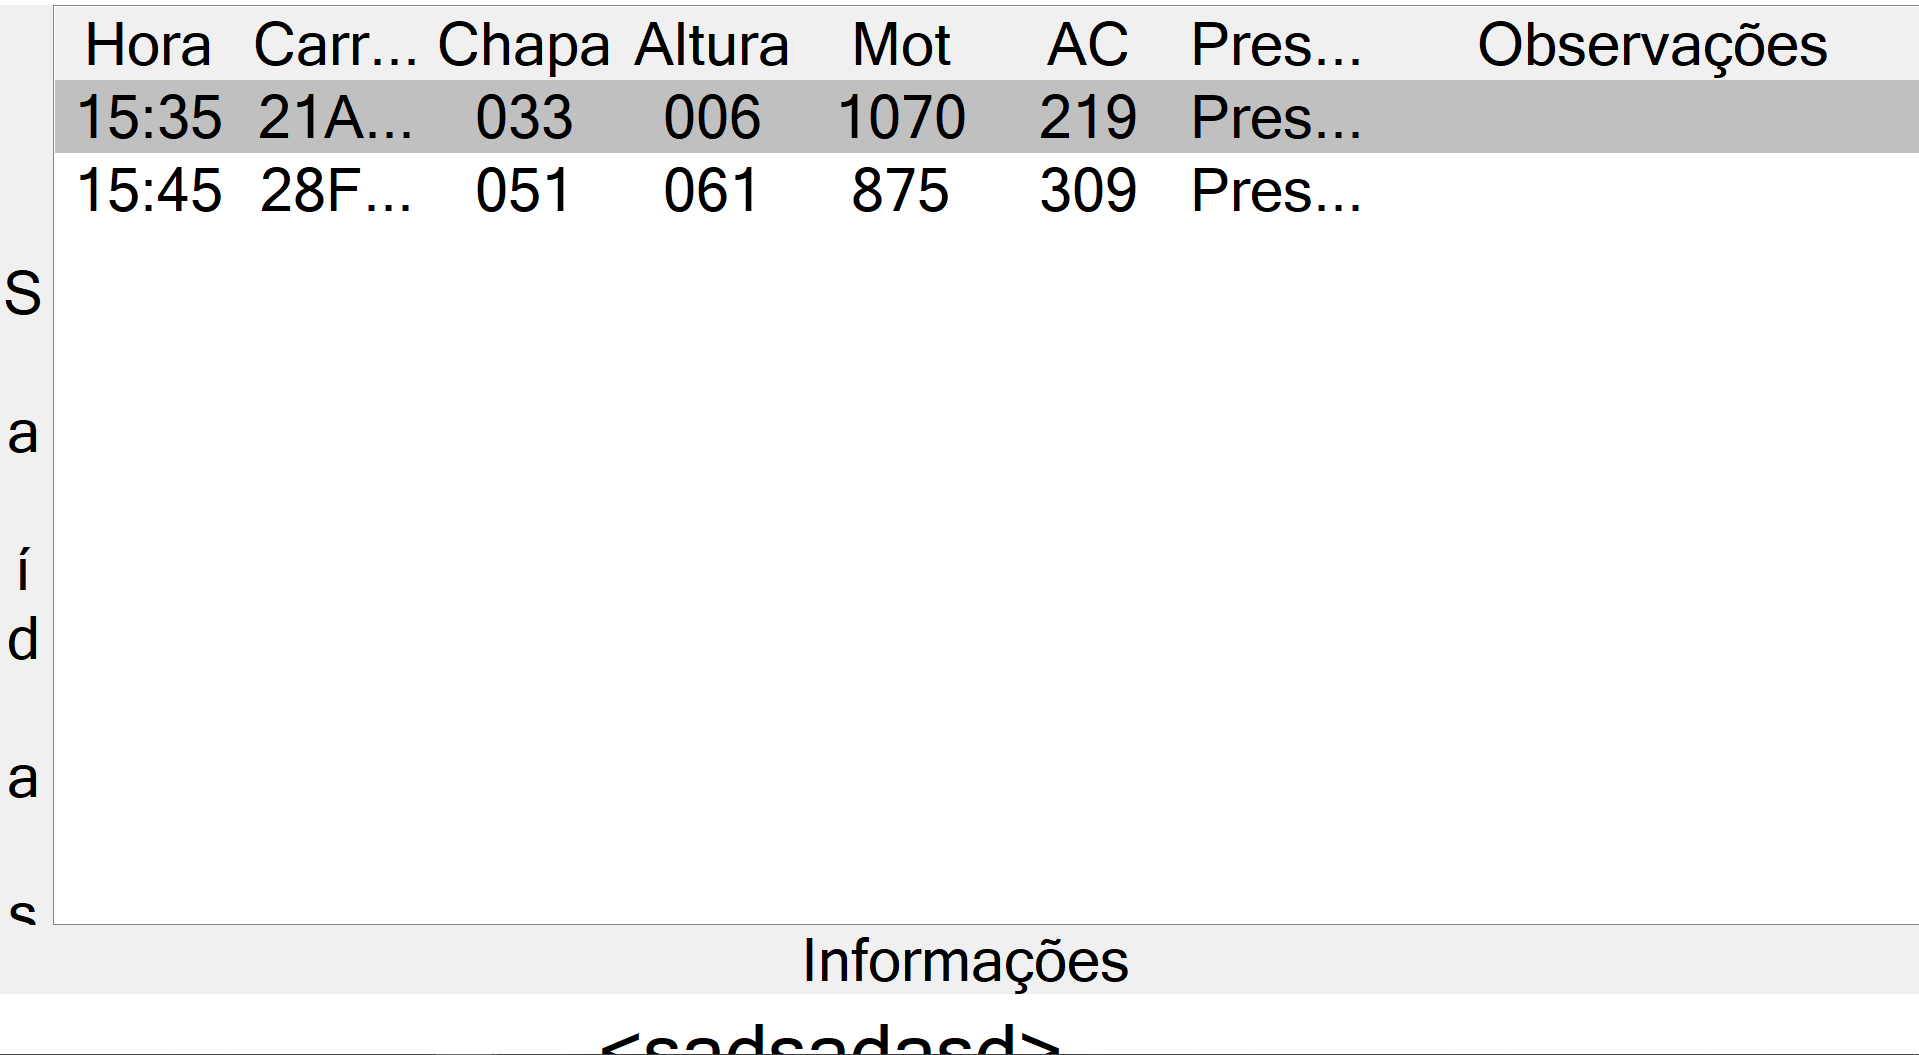 Hora Carr... Chapa Altura Mot AC Pres... Observações
15:35 21A... 033 006 1070 219 Pres...
15:45 28F... 051 061 875 309 Pres...
S
a
í
d
a
s
Informações
<sadsadasd>